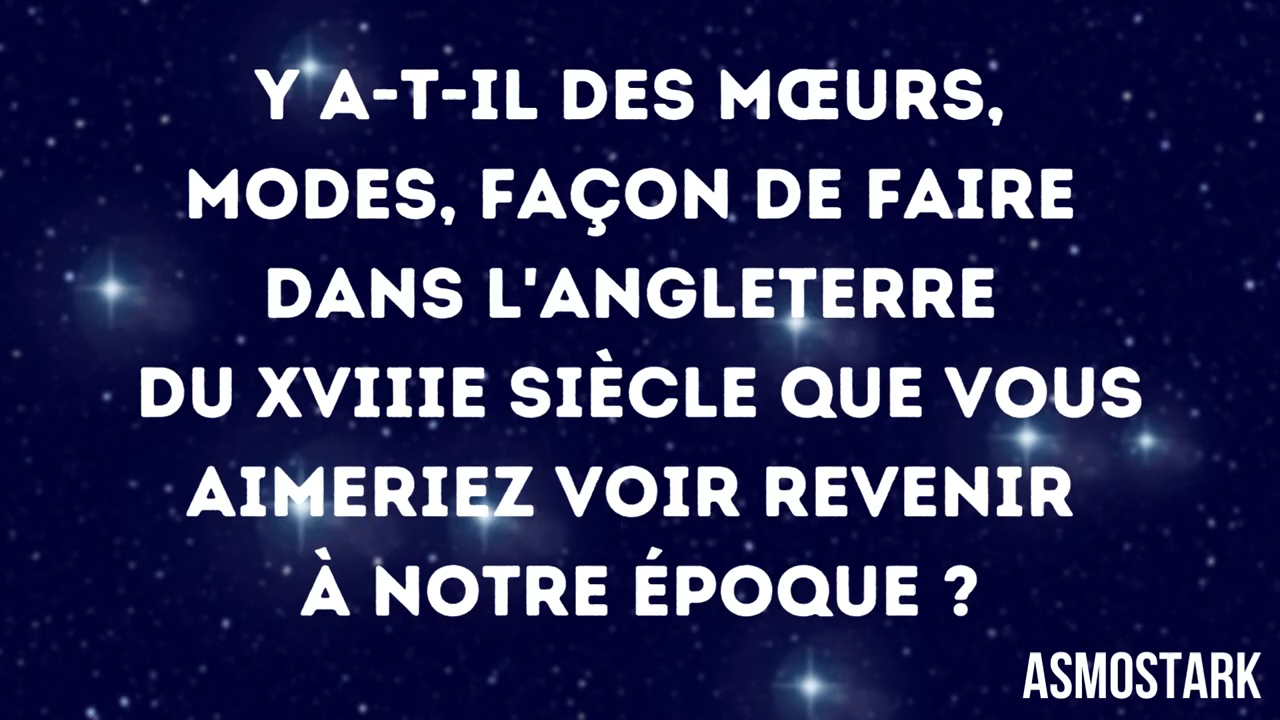 Y A-T-IL DES MŒURS,
MODES, FAÇON DE FAIRE
DANS L'ANGLETERRE
DU XVIIIE SIÈCLE QUE VOUS
AIMERIEZ VOIR REVENIR
À NOTRE ÉPOQUE ?
ASMOSTARK